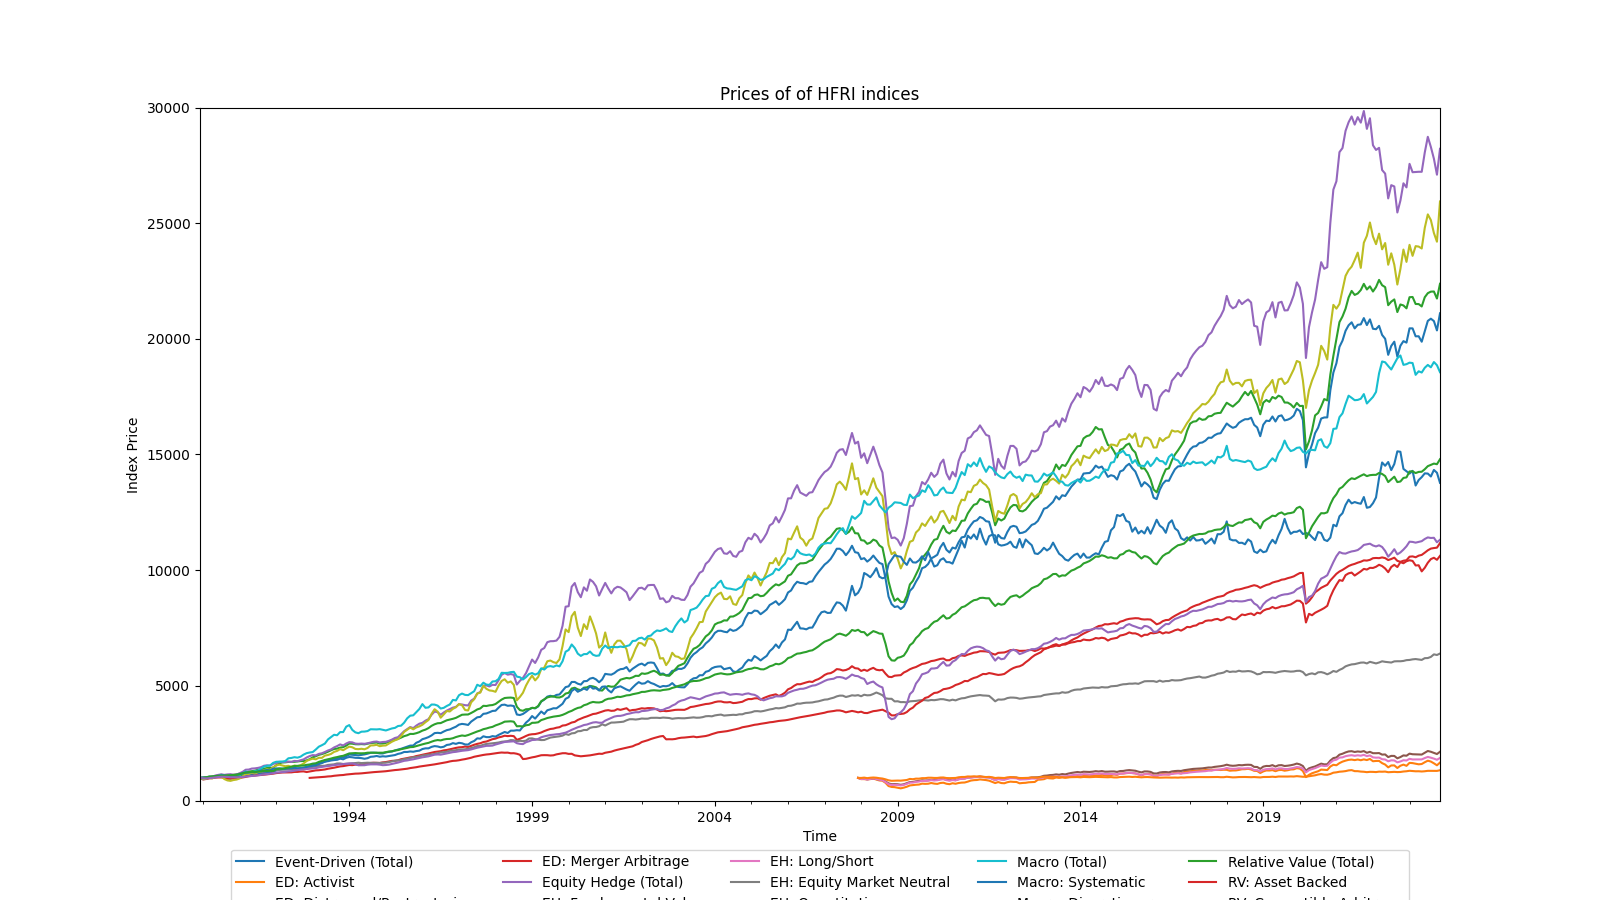 Prices of of HFRI indices
30000
25000
20000
15000
10000
5000
0
Index Price
1994 1999 2004 2009 2014 2019
Time
Event-Driven (Total) ED: Merger Arbitrage EH: Long/Short Macro (Total) Relative Value (Total)
ED: Activist Equity Hedge (Total) EH: Equity Market Neutral Macro: Systematic RV: Asset Backed